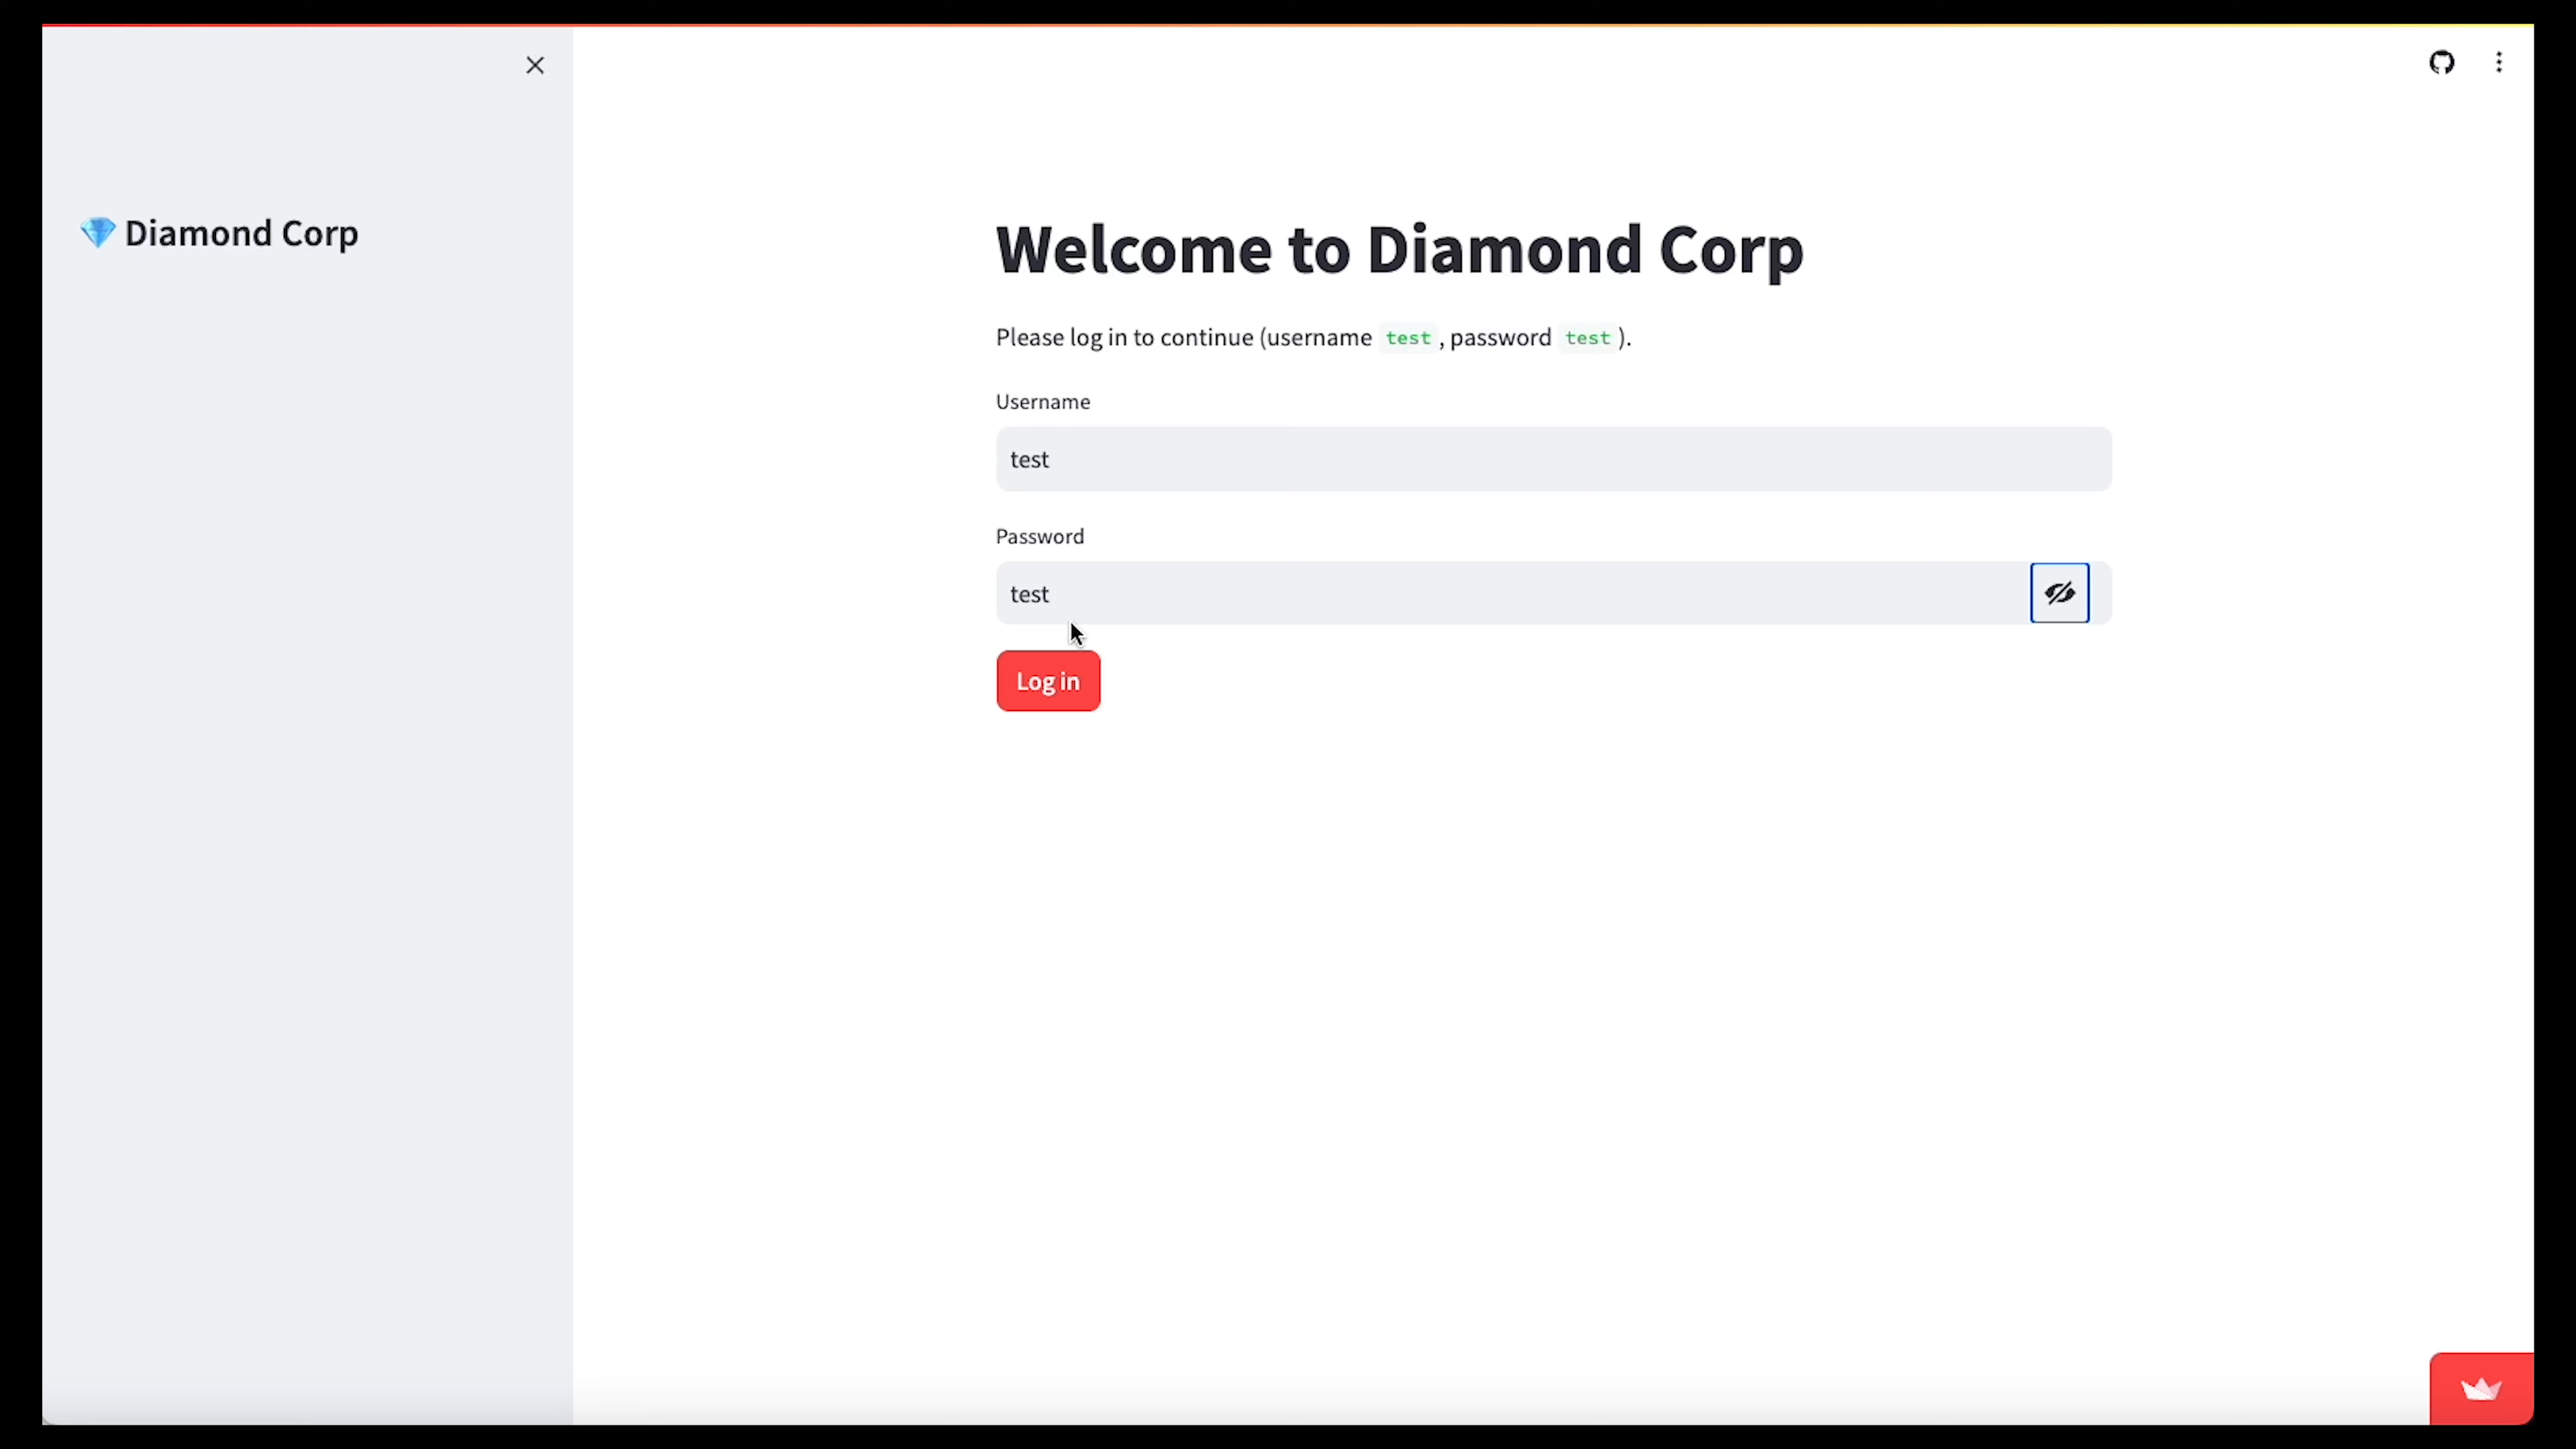 Diamond Corp
Welcome to Diamond Corp
Please log in to continue (username test, password test).
Username
test
Password
test
Log in